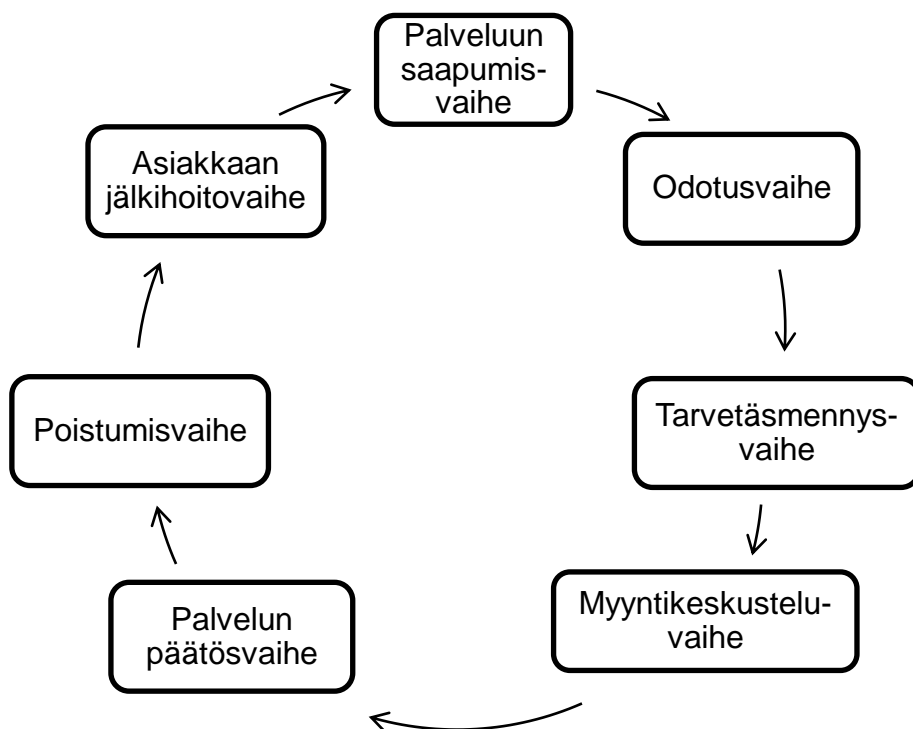 Palveluun
saapumis-
vaihe
Odotusvaihe
Tarvetäsmennys-
vaihe
Myyntikeskustelu-
vaihe
Palvelun
päätösvaihe
Poistumisvaihe
Asiakkaan
jälkihoitovaihe